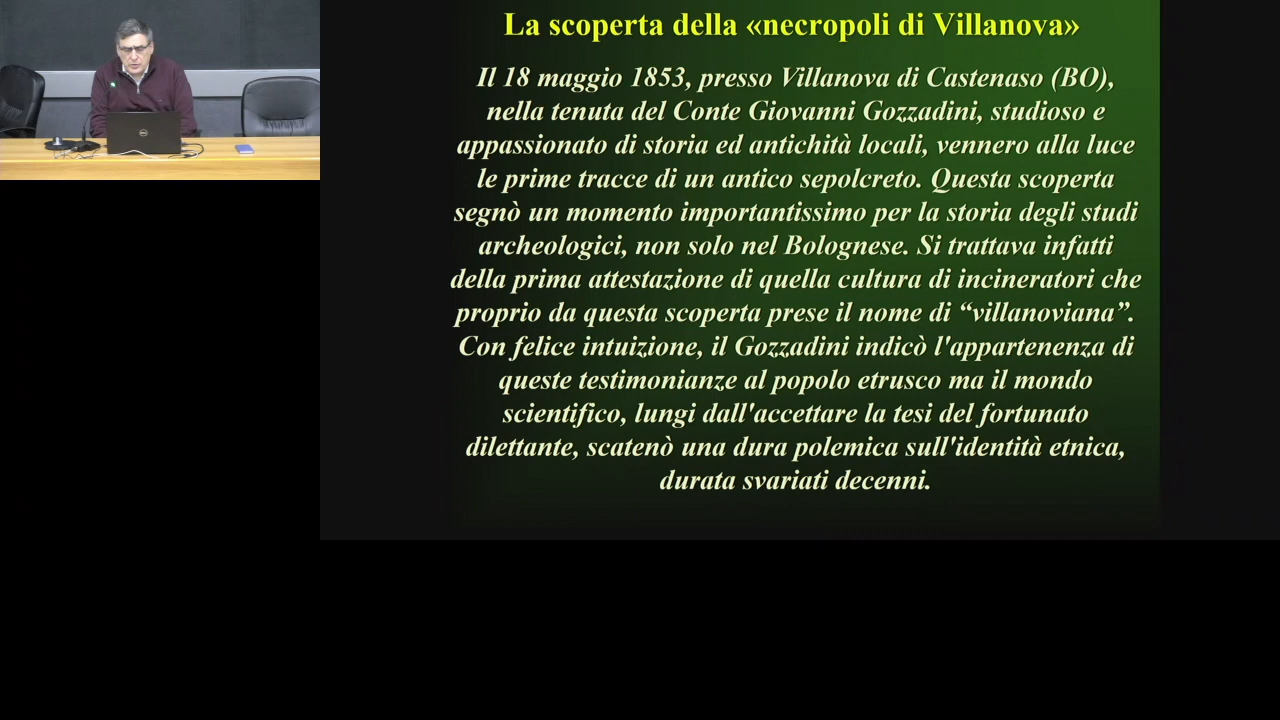 La scoperta della «necropoli di Villanova»
Il 18 maggio 1853, presso Villanova di Castenaso (BO),
nella tenuta del Conte Giovanni Gozzadini, studioso e
appassionato di storia ed antichità locali, vennero alla luce
le prime tracce di un antico sepolcreto. Questa scoperta
segnò un momento importantissimo per la storia degli studi
archeologici, non solo nel Bolognese. Si trattava infatti
della prima attestazione di quella cultura di incineratori che
proprio da questa scoperta prese il nome di “villanoviana”.
Con felice intuizione, il Gozzadini indicò l'appartenenza di
queste testimonianze al popolo etrusco ma il mondo
scientifico, lungi dall'accettare la tesi del fortunato
dilettante, scatenò una dura polemica sull'identità etnica,
durata svariati decenni.